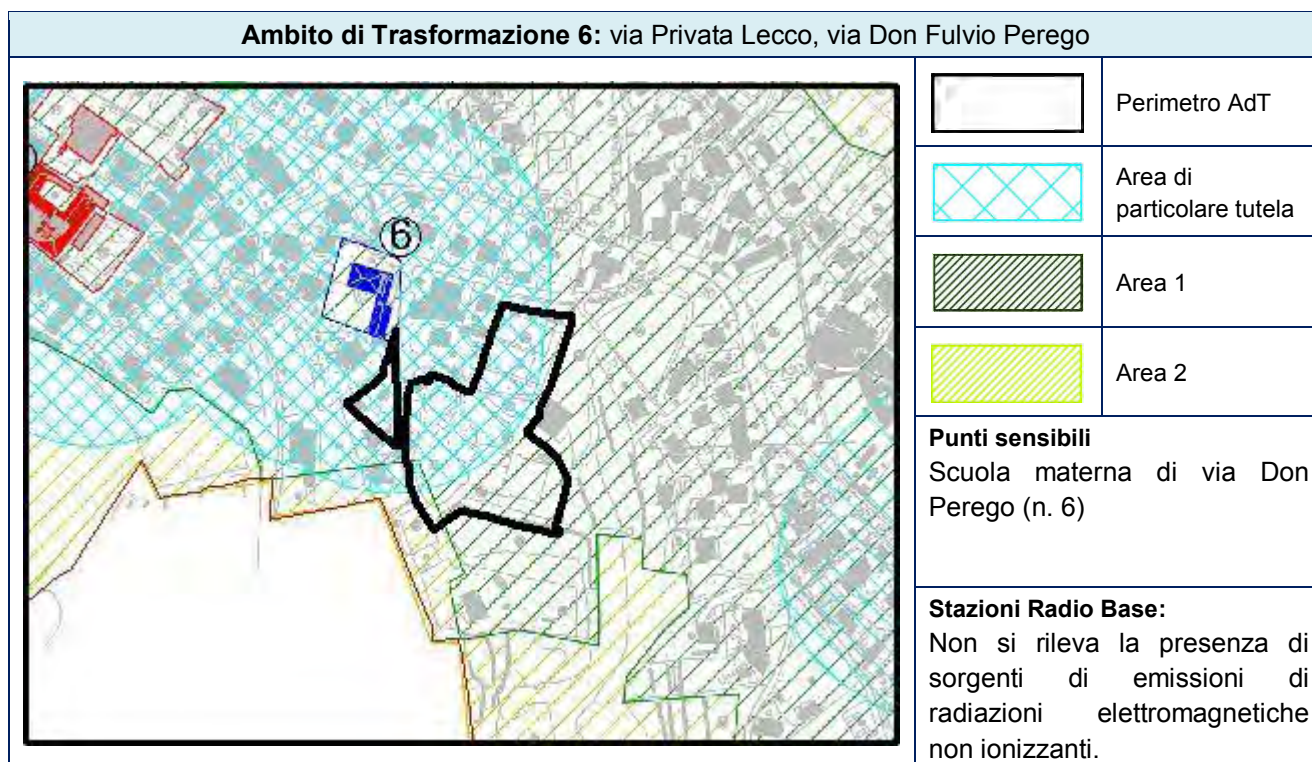 Ambito di Trasformazione 6: via Privata Lecco, via Don Fulvio Perego
6
Perimetro AdT
Area di
particolare tutela
Area 1
Area 2
Punti sensibili
Scuola materna di via Don
Perego (n. 6)
Stazioni Radio Base:
Non si rileva la presenza di
sorgenti di emissioni di
radiazioni elettromagnetiche
non ionizzanti.